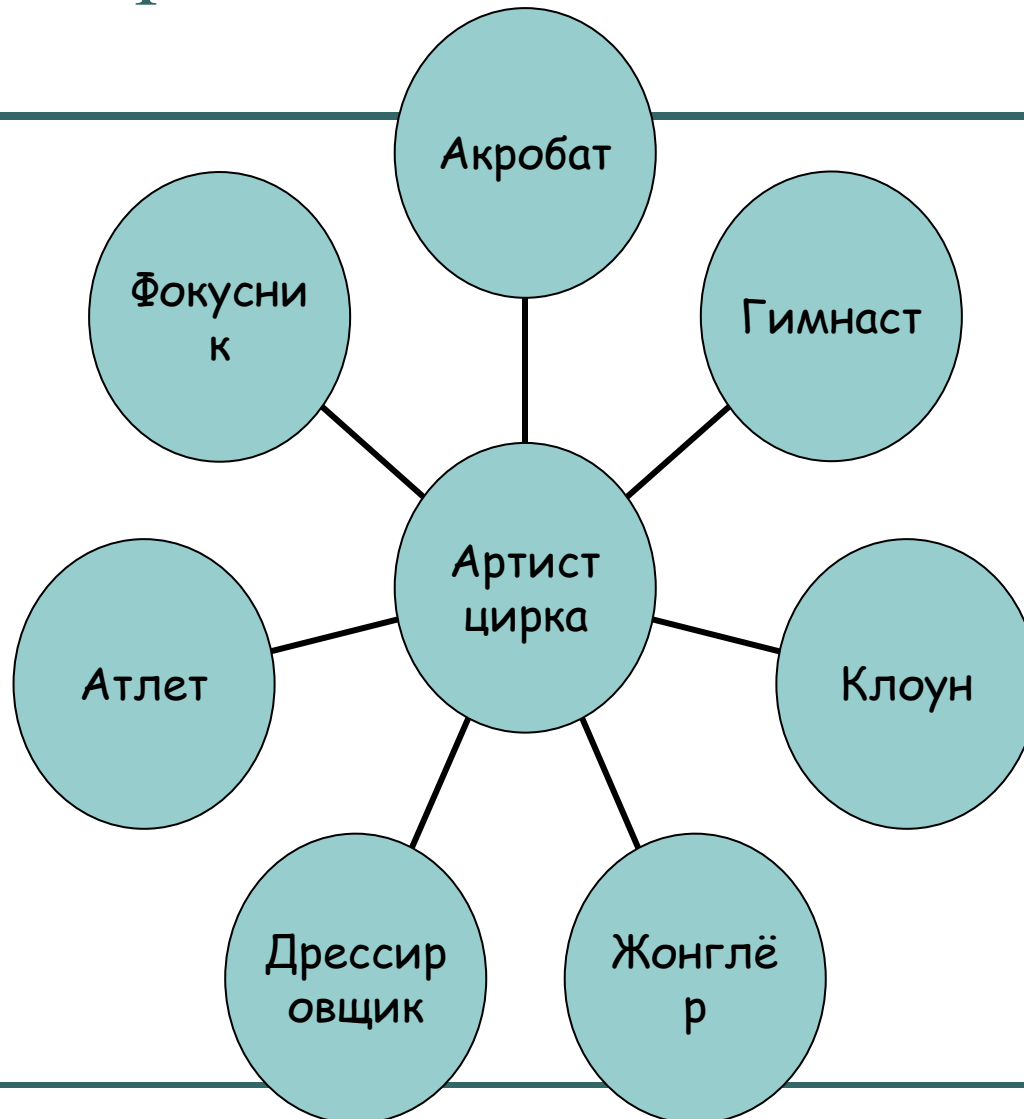 Акробат
Гимнаст
Клоун
Жонглё
р
Дрессир
овщик
Атлет
Фокусни
к
Артист
цирка